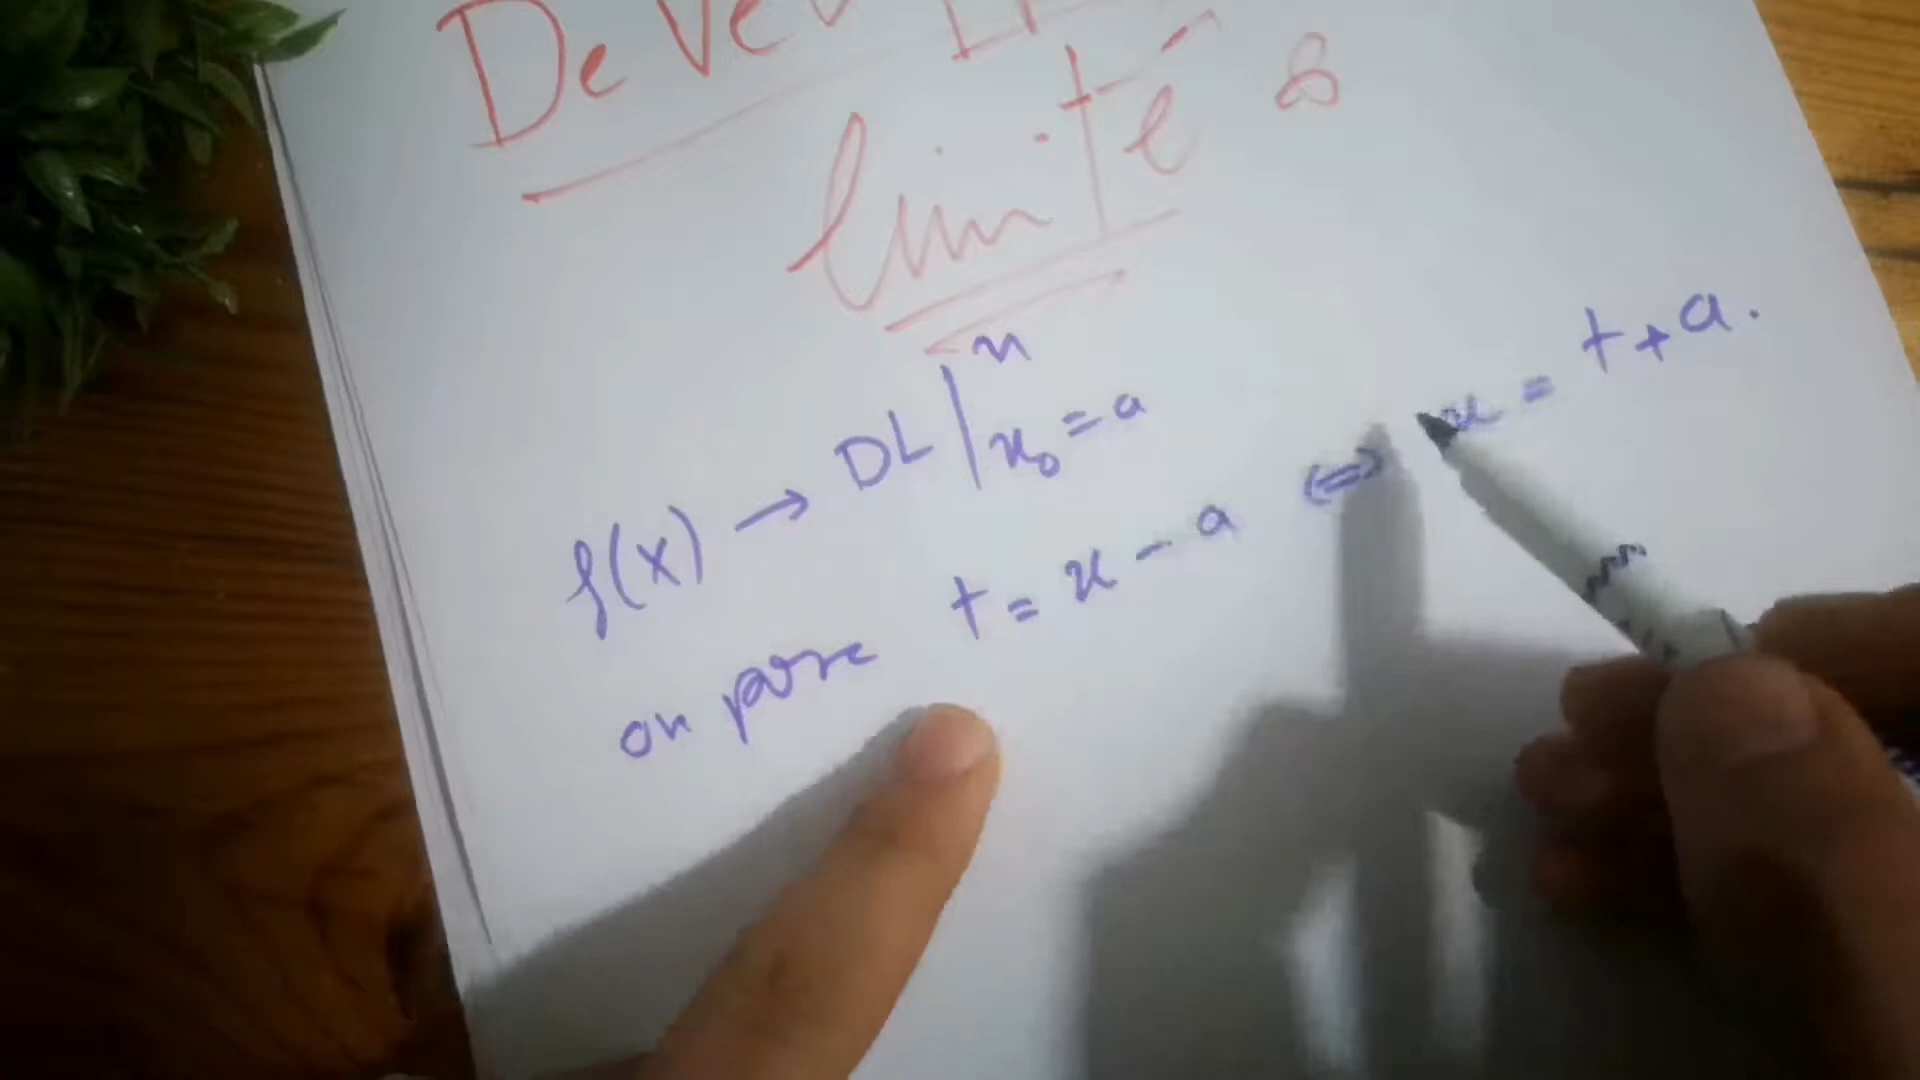 limité
f(x) → DL | n x₀ = a
on pose t = x - a ⟺ x = t + a.